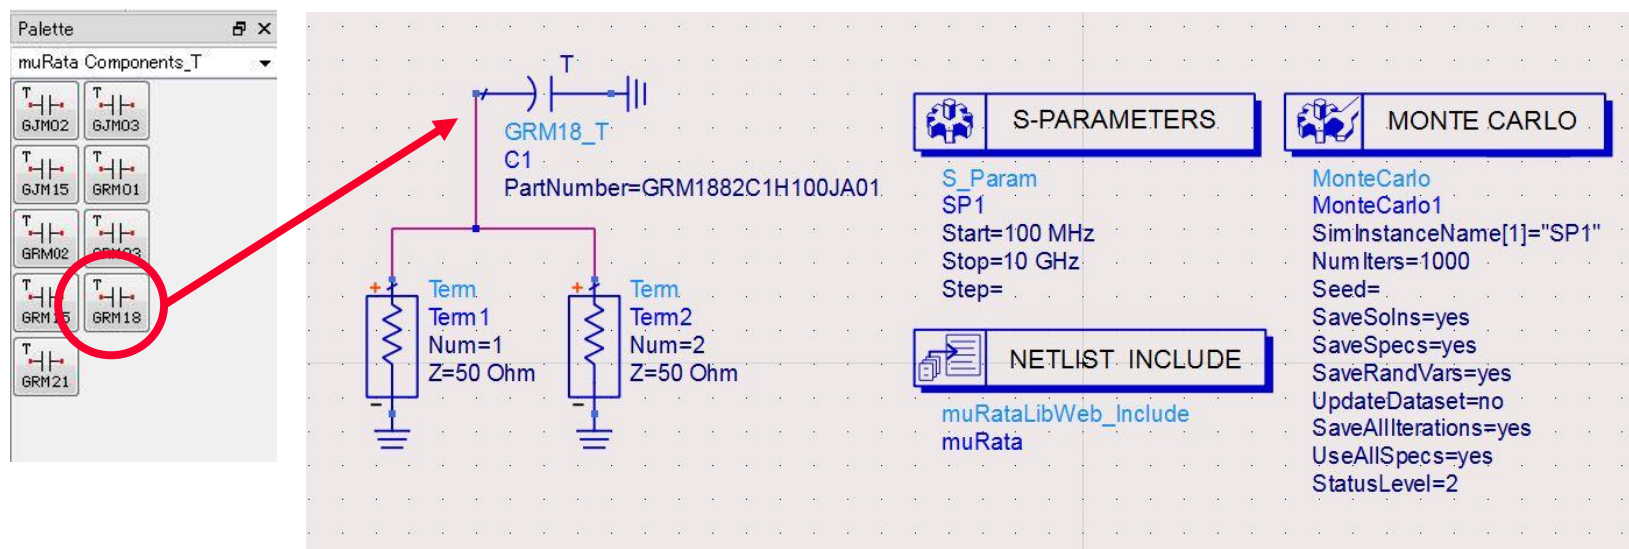 Palette
muRata Components_T
T
GJM02
T
GJM03
T
GJM15
T
GRM01
T
GRM02
GRM03
T
GRM15
T
GRM18
T
GRM21
T
GRM18_T
C1
PartNumber=GRM1882C1H100JA01
+
Term
Term1
Num=1
Z=50 Ohm
-
+
Term
Term2
Num=2
Z=50 Ohm
-
S-PARAMETERS
S_Param
SP1
Start=100 MHz
Stop=10 GHz
Step=
NETLIST INCLUDE
muRataLibWeb_Include
muRata
MONTE CARLO
MonteCarlo
MonteCarlo1
SimInstanceName[1]="SP1"
NumIters=1000
Seed=
SaveSolns=yes
SaveSpecs=yes
SaveRandVars=yes
UpdateDataset=no
SaveAllIterations=yes
UseAllSpecs=yes
StatusLevel=2